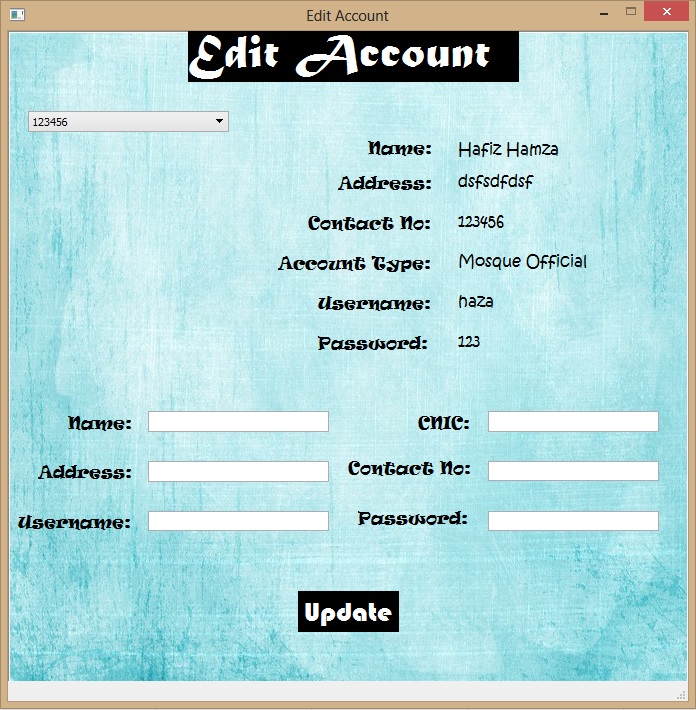 Edit Account
Edit Account
123456
Name: Hafiz Hamza
Address: dsfsdfdsf
Contact No: 123456
Account Type: Mosque Official
Username: haza
Password: 123
Name: CNIC:
Address: Contact No:
Username: Password:
Update